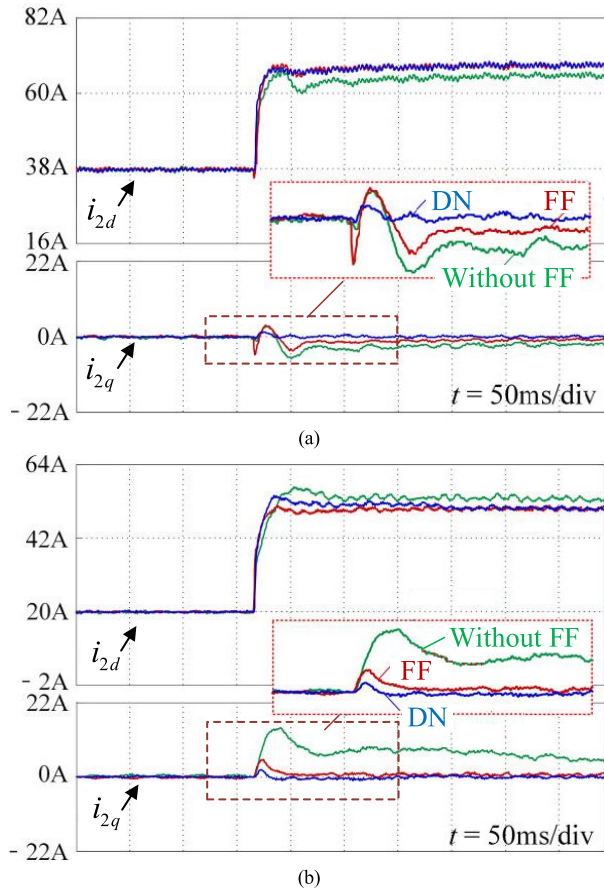 82A
60A
38A
i2d
DN
FF
16A
Without FF
22A
0A
i2q
- 22A
t = 50ms/div
(a)
64A
42A
20A
i2d
Without FF
FF
- 2A
DN
22A
0A
i2q
- 22A
t = 50ms/div
(b)